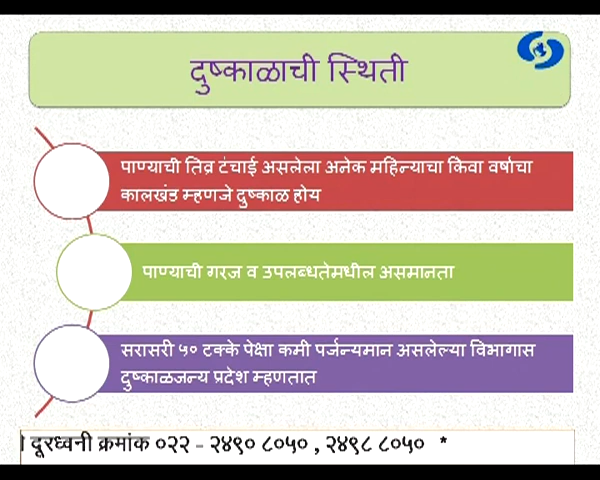 दुष्काळाची स्थिती
पाण्याची तिव्र टंचाई असलेला अनेक महिन्याचा किंवा वर्षाचा
कालखंड म्हणजे दुष्काळ होय
पाण्याची गरज व उपलब्धतेमधील असमानता
सरासरी ५० टक्के पेक्षा कमी पर्जन्यमान असलेल्या विभागास
दुष्काळजन्य प्रदेश म्हणतात
दूरध्वनी क्रमांक ०२२ - २४९० ८०५० , २४९८ ८०५० *